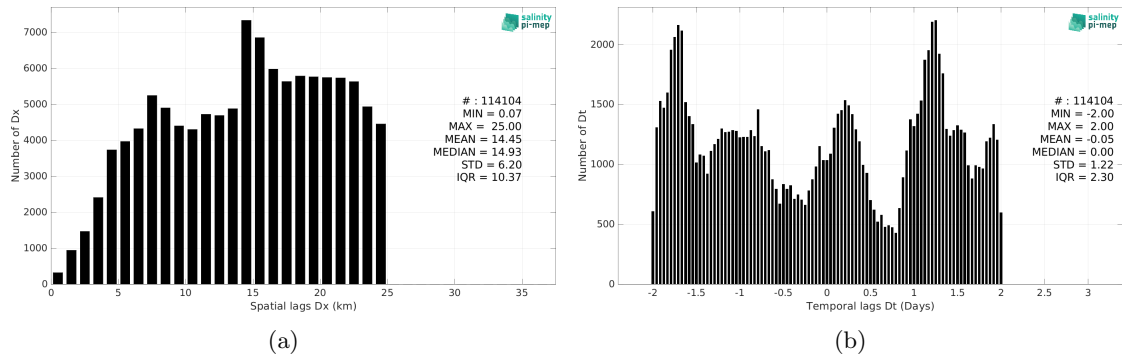 7000
6000
5000
4000
3000
2000
1000
0
Number of Dx
0 5 10 15 20 25 30 35
Spatial lags Dx (km)
salinity
pi-mep
# : 114104
MIN = 0.07
MAX = 25.00
MEAN = 14.45
MEDIAN = 14.93
STD = 6.20
IQR = 10.37
(a)
2000
1500
1000
500
0
Number of Dt
-2 -1.5 -1 -0.5 0 0.5 1 1.5 2 2.5 3
Temporal lags Dt (Days)
salinity
pi-mep
# : 114104
MIN = -2.00
MAX = 2.00
MEAN = -0.05
MEDIAN = 0.00
STD = 1.22
IQR = 2.30
(b)